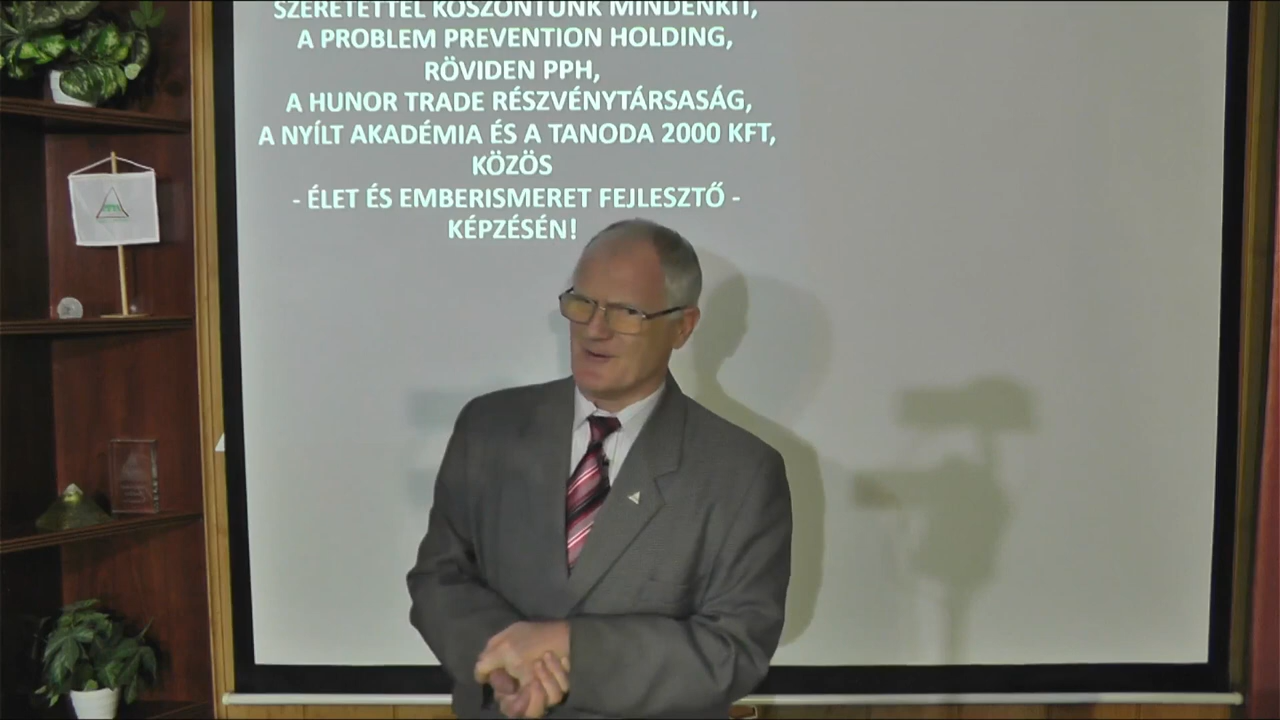 SZERETETTEL KÖSZÖNTÜNK MINDENKIT,
A PROBLEM PREVENTION HOLDING,
RÖVIDEN PPH,
A HUNOR TRADE RÉSZVÉNYTÁRSASÁG,
A NYÍLT AKADÉMIA ÉS A TANODA 2000 KFT,
KÖZÖS
- ÉLET ÉS EMBERISMERET FEJLESZTŐ -
KÉPZÉSÉN!